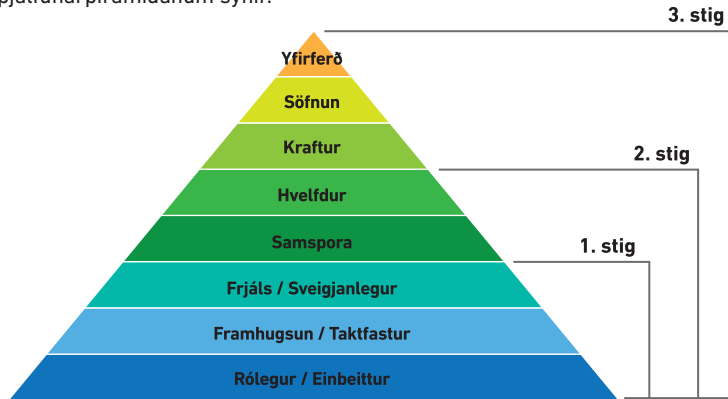 3. stig
Yfirferð
Söfnun
Kraftur
2. stig
Hvelfdur
Samspora
1. stig
Frjáls / Sveigjanlegur
Framhugsun / Taktfastur
Rólegur / Einbeittur